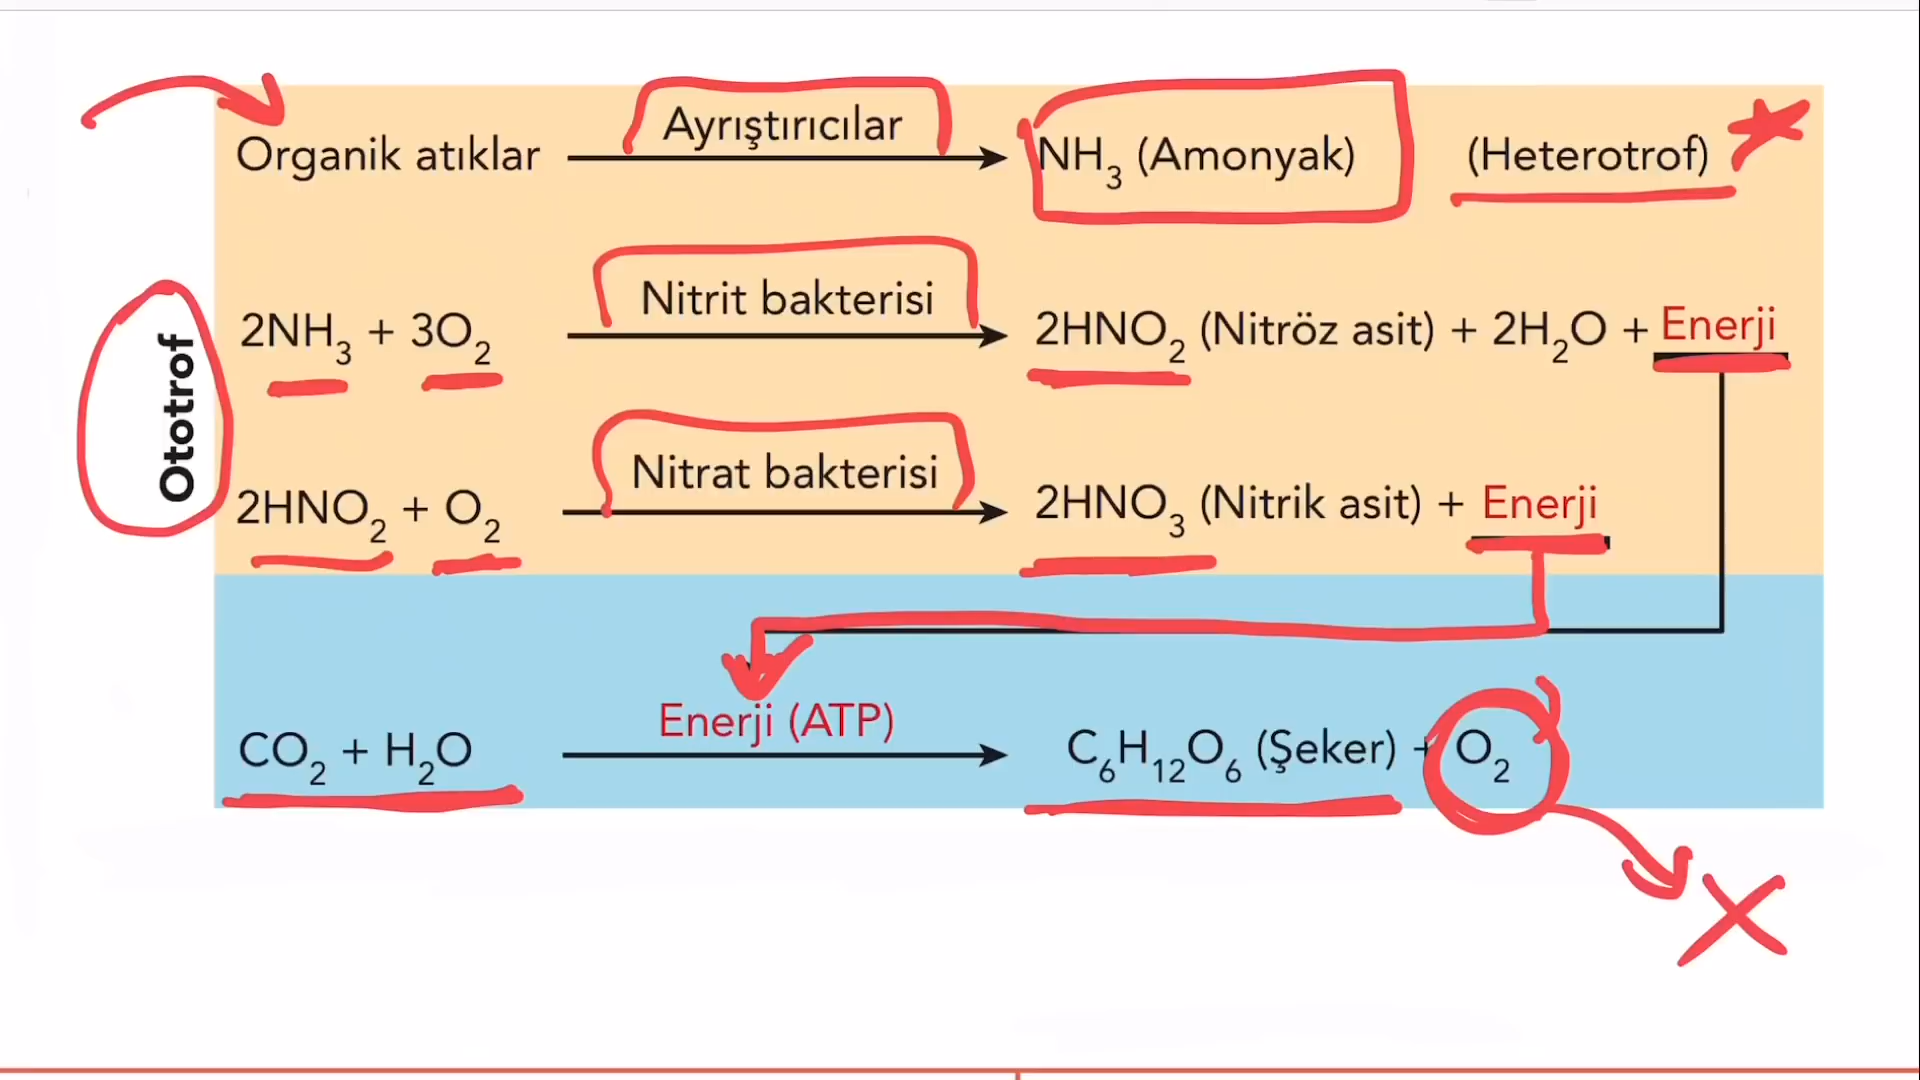 Organik atıklar Ayrıştırıcılar NH₃ (Amonyak) (Heterotrof)
Ototrof
2NH₃ + 3O₂ Nitrit bakterisi 2HNO₂ (Nitröz asit) + 2H₂O + Enerji
2HNO₂ + O₂ Nitrat bakterisi 2HNO₃ (Nitrik asit) + Enerji
CO₂ + H₂O Enerji (ATP) C₆H₁₂O₆ (Şeker) + O₂